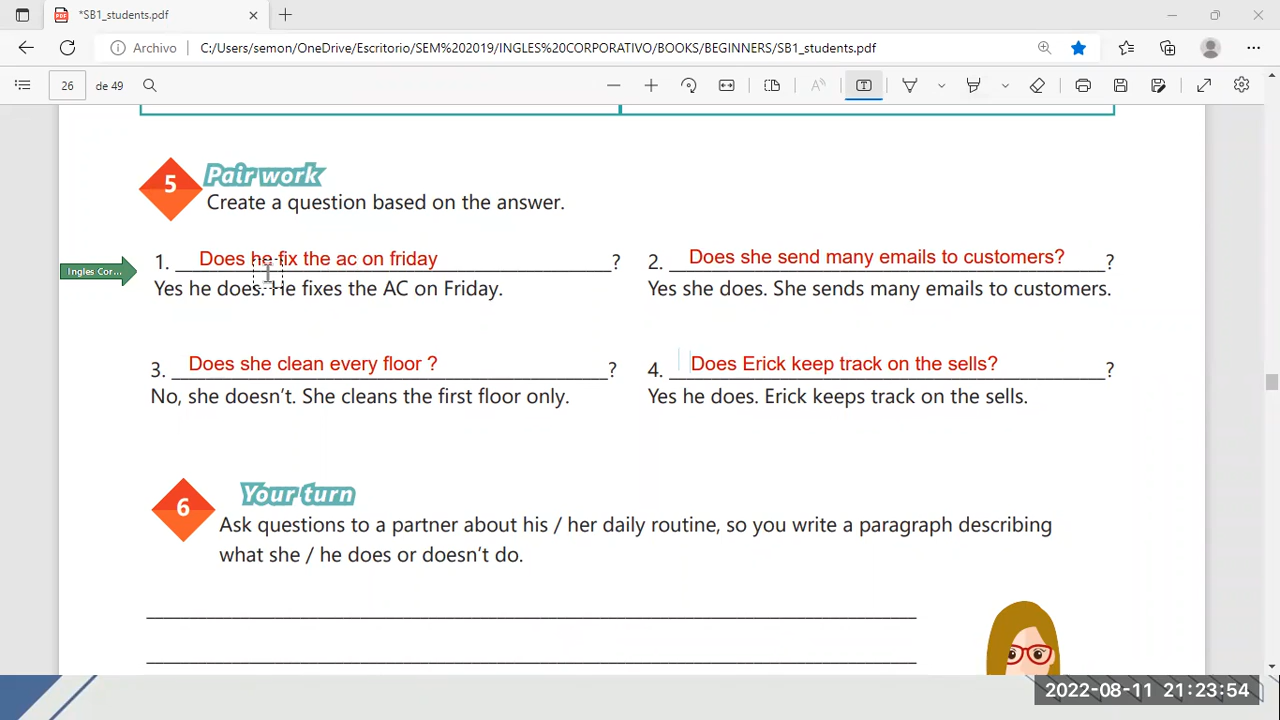 *SB1_students.pdf
Archivo
C:/Users/semon/OneDrive/Escritorio/SEM%202019/INGLES%20CORPORATIVO/BOOKS/BEGINNERS/SB1_students.pdf
26 de 49
5 Pair work
Create a question based on the answer.
Ingles Cor...
1. Does he fix the ac on friday ?
Yes he does. He fixes the AC on Friday.
2. Does she send many emails to customers? ?
Yes she does. She sends many emails to customers.
3. Does she clean every floor ? ?
No, she doesn't. She cleans the first floor only.
4. Does Erick keep track on the sells? ?
Yes he does. Erick keeps track on the sells.
6 Your turn
Ask questions to a partner about his / her daily routine, so you write a paragraph describing
what she / he does or doesn't do.
2022-08-11 21:23:54